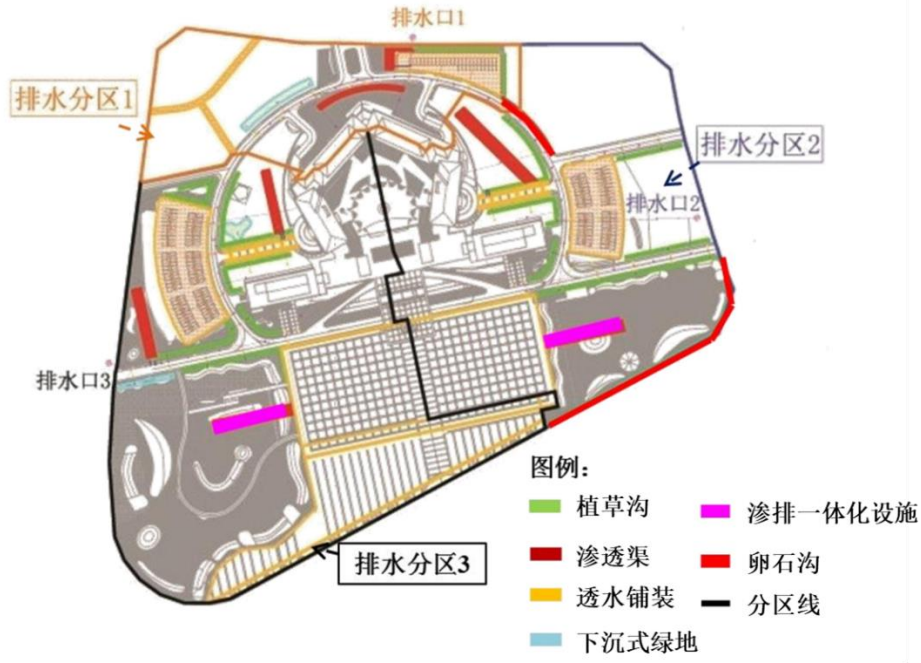 排水口1
排水分区1
排水分区2
排水口2
排水口3
图例：
植草沟
渗排一体化设施
渗透渠
卵石沟
透水铺装
分区线
下沉式绿地
排水分区3